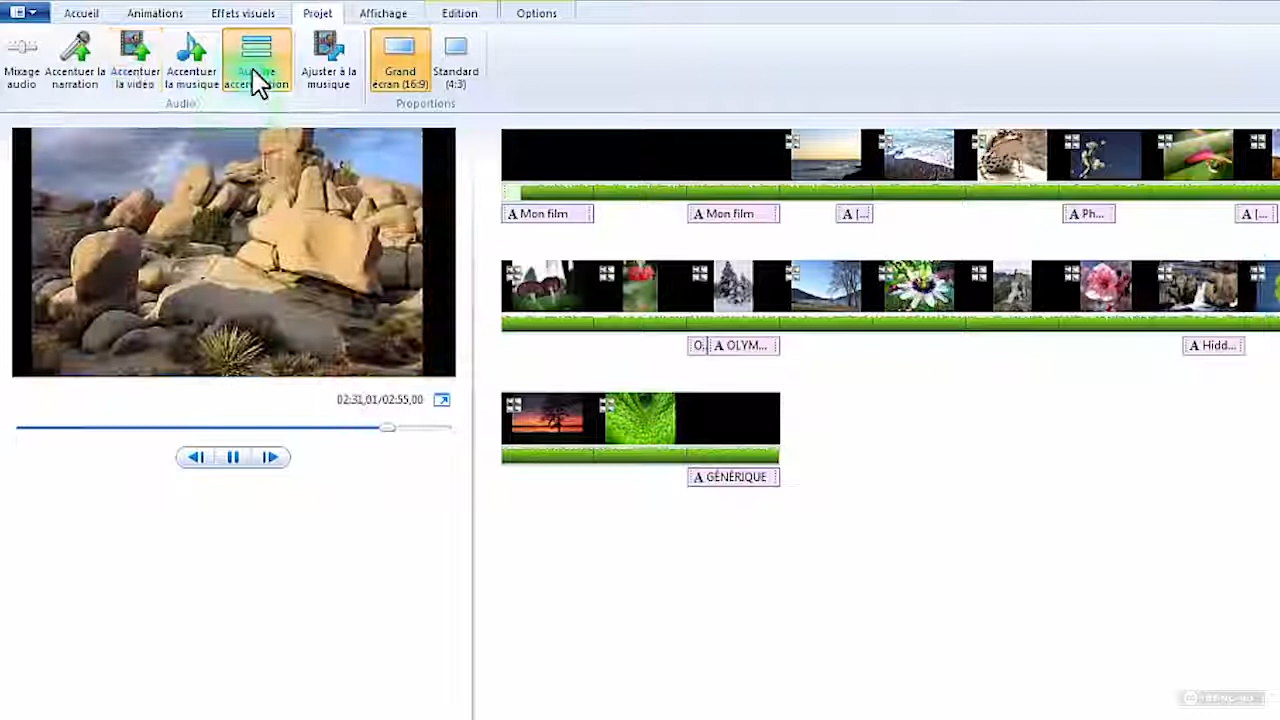 Accueil Animations Effets visuels Projet Affichage Edition Options
Mixage audio
Accentuer la narration
Accentuer la vidéo
Accentuer la musique
Ajuster à la musique
Grand écran (16:9)
Standard (4:3)
Audio Proportions
A Mon film A Mon film A [... A Ph... A [...
02:31,01/02:55,00
O. A OLYM... A Hidd...
A GÉNÉRIQUE